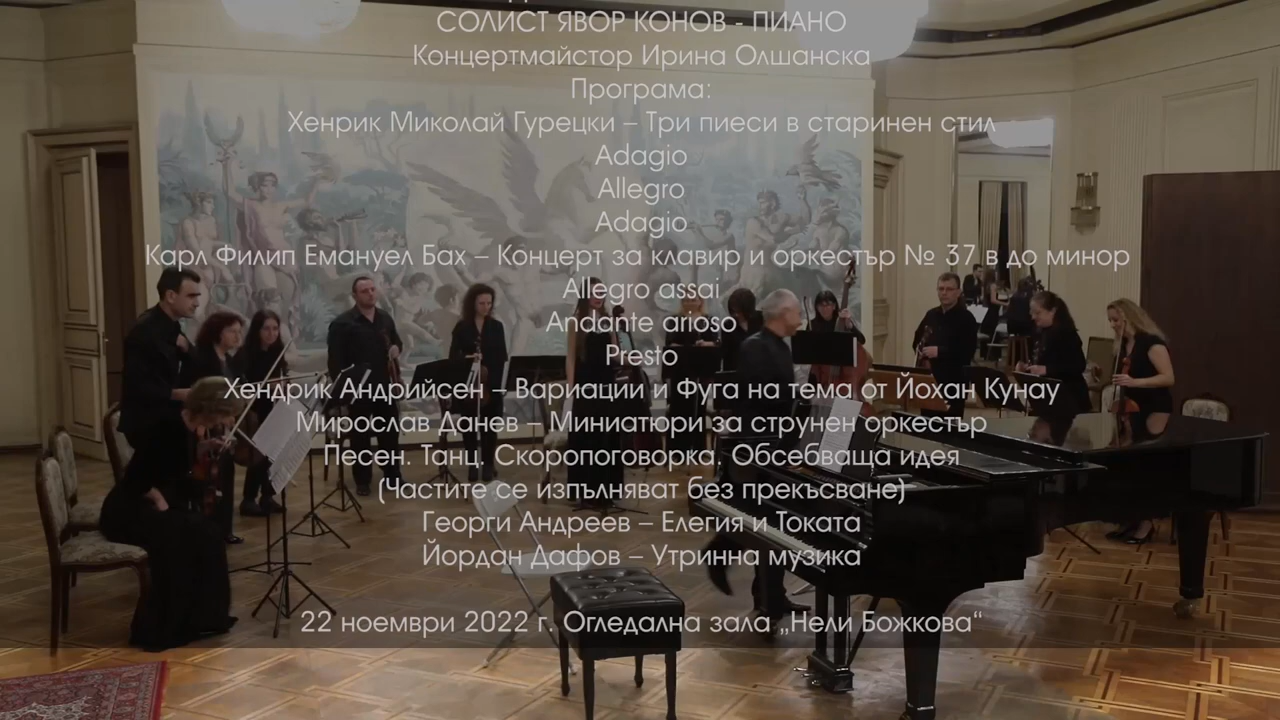 СОЛИСТ ЯВОР КОНОВ - ПИАНО
Концертмайстор Ирина Олшанска
Програма:
Хенрик Миколай Гурецки – Три пиеси в старинен стил
Adagio
Allegro
Adagio
Карл Филип Емануел Бах – Концерт за клавир и оркестър № 37 в до минор
Allegro assai
Andante arioso
Presto
Хендрик Андрийсен – Вариации и Фуга на тема от Йохан Кунау
Мирослав Данев – Миниатюри за струнен оркестър
Песен. Танц. Скоропоговорка. Обсебваща идея
(Частите се изпълняват без прекъсване)
Георги Андреев – Елегия и Токата
Йордан Дафов – Утринна музика
22 ноември 2022 г. Огледална зала „Нели Божкова“